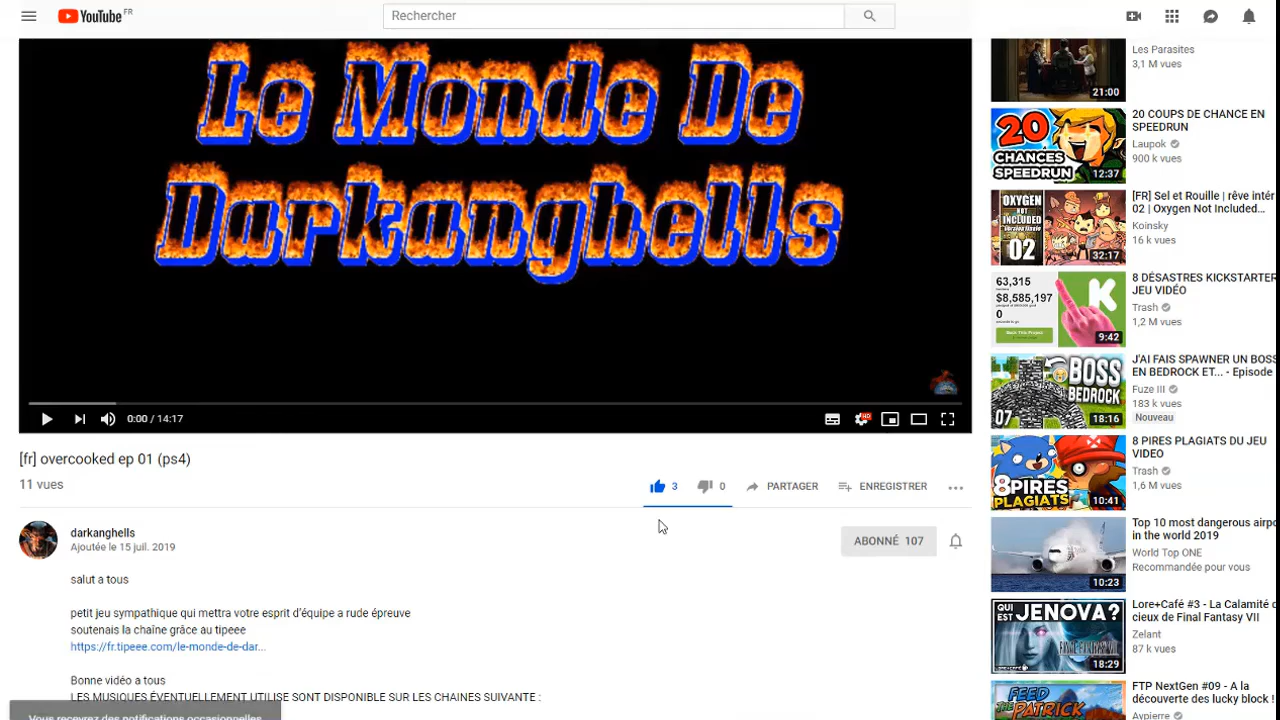 YouTube FR
Rechercher
Le Monde De
Darkanghells
0:00 / 14:17
HD
[fr] overcooked ep 01 (ps4)
11 vues
3
0
PARTAGER
ENREGISTRER
darkanghells
Ajoutée le 15 juil. 2019
ABONNÉ 107
salut a tous
petit jeu sympathique qui mettra votre esprit d'équipe a rude épreuve
soutenais la chaîne grâce au tipeee
https://fr.tipeee.com/le-monde-de-dar...
Bonne vidéo a tous
LES MUSIQUES ÉVENTUELLEMENT UTILISE SONT DISPONIBLE SUR LES CHAINES SUIVANTE :
Vous recevrez des notifications occasionnelles
21:00
Les Parasites
3,1 M vues
20
CHANCES
SPEEDRUN
12:37
20 COUPS DE CHANCE EN
SPEEDRUN
Laupok
900 k vues
OXYGEN
NOT
INCLUDED
02
32:17
[FR] Sel et Rouille | rêve intér
02 | Oxygen Not Included...
Koinsky
16 k vues
63,315
$8,585,197
0
K
9:42
8 DÉSASTRES KICKSTARTER
JEU VIDÉO
Trash
1,2 M vues
BOSS
BEDROCK
07
18:16
J'AI FAIS SPAWNER UN BOSS
EN BEDROCK ET... - Episode
Fuze III
183 k vues
Nouveau
8 PIRES
PLAGIATS
10:41
8 PIRES PLAGIATS DU JEU
VIDEO
Trash
1,6 M vues
10:23
Top 10 most dangerous airpo
in the world 2019
World Top ONE
Recommandée pour vous
QUI
EST JENOVA?
18:29
Lore+Café #3 - La Calamité d
cieux de Final Fantasy VII
Zelant
87 k vues
FEED
THE PATRICK
FTP NextGen #09 - A la
découverte des lucky block !
Aypierre